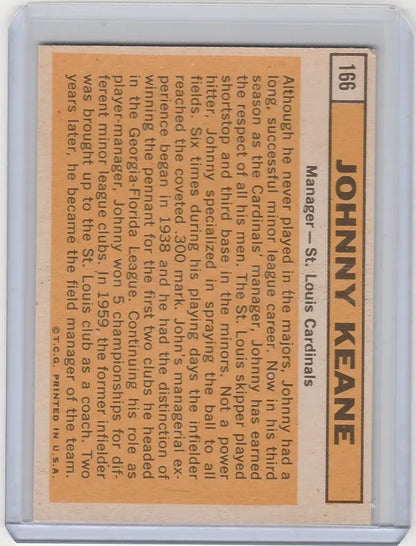 166
JOHNNY KEANE
Manager—St. Louis Cardinals
Although he never played in the majors, Johnny had a
long, successful minor league career. Now in his third
season as the Cardinals' manager, Johnny has earned
the respect of all his men. The St. Louis skipper played
shortstop and third base in the minors. Not a power
hitter, Johnny specialized in spraying the ball to all
fields. Six times during his playing days the infielder
reached the coveted .300 mark. John's managerial ex-
perience began in 1938 and he had the distinction of
winning the pennant for the first two clubs he headed
in the Georgia-Florida League. Continuing his role as
player-manager, Johnny won 5 championships for dif-
ferent minor league clubs. In 1959, the former infielder
was brought up to the St. Louis club as a coach. Two
years later, he became the field manager of the team.
©T.C.G. PRINTED IN U.S.A.